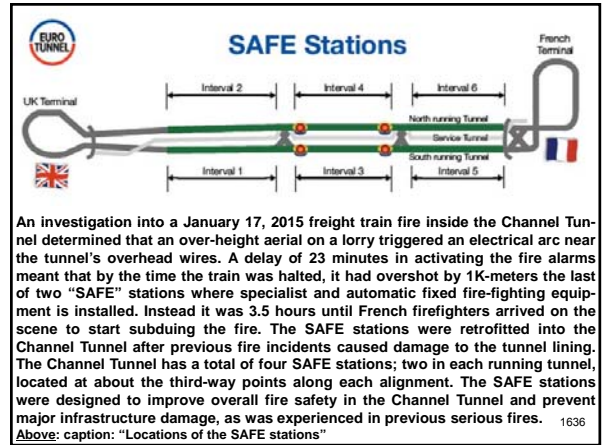 EURO
TUNNEL
SAFE Stations
French
Terminal
Interval 2
Interval 4
Interval 6
UK Terminal
North running Tunnel
Service Tunnel
South running Tunnel
Interval 1
Interval 3
Interval 5
An investigation into a January 17, 2015 freight train fire inside the Channel Tun-
nel determined that an over-height aerial on a lorry triggered an electrical arc near
the tunnel's overhead wires. A delay of 23 minutes in activating the fire alarms
meant that by the time the train was halted, it had overshot by 1K-meters the last
of two “SAFE” stations where specialist and automatic fixed fire-fighting equip-
ment is installed. Instead it was 3.5 hours until French firefighters arrived on the
scene to start subduing the fire. The SAFE stations were retrofitted into the
Channel Tunnel after previous fire incidents caused damage to the tunnel lining.
The Channel Tunnel has a total of four SAFE stations; two in each running tunnel,
located at about the third-way points along each alignment. The SAFE stations
were designed to improve overall fire safety in the Channel Tunnel and prevent
major infrastructure damage, as was experienced in previous serious fires.
1636
Above: caption: “Locations of the SAFE stations”